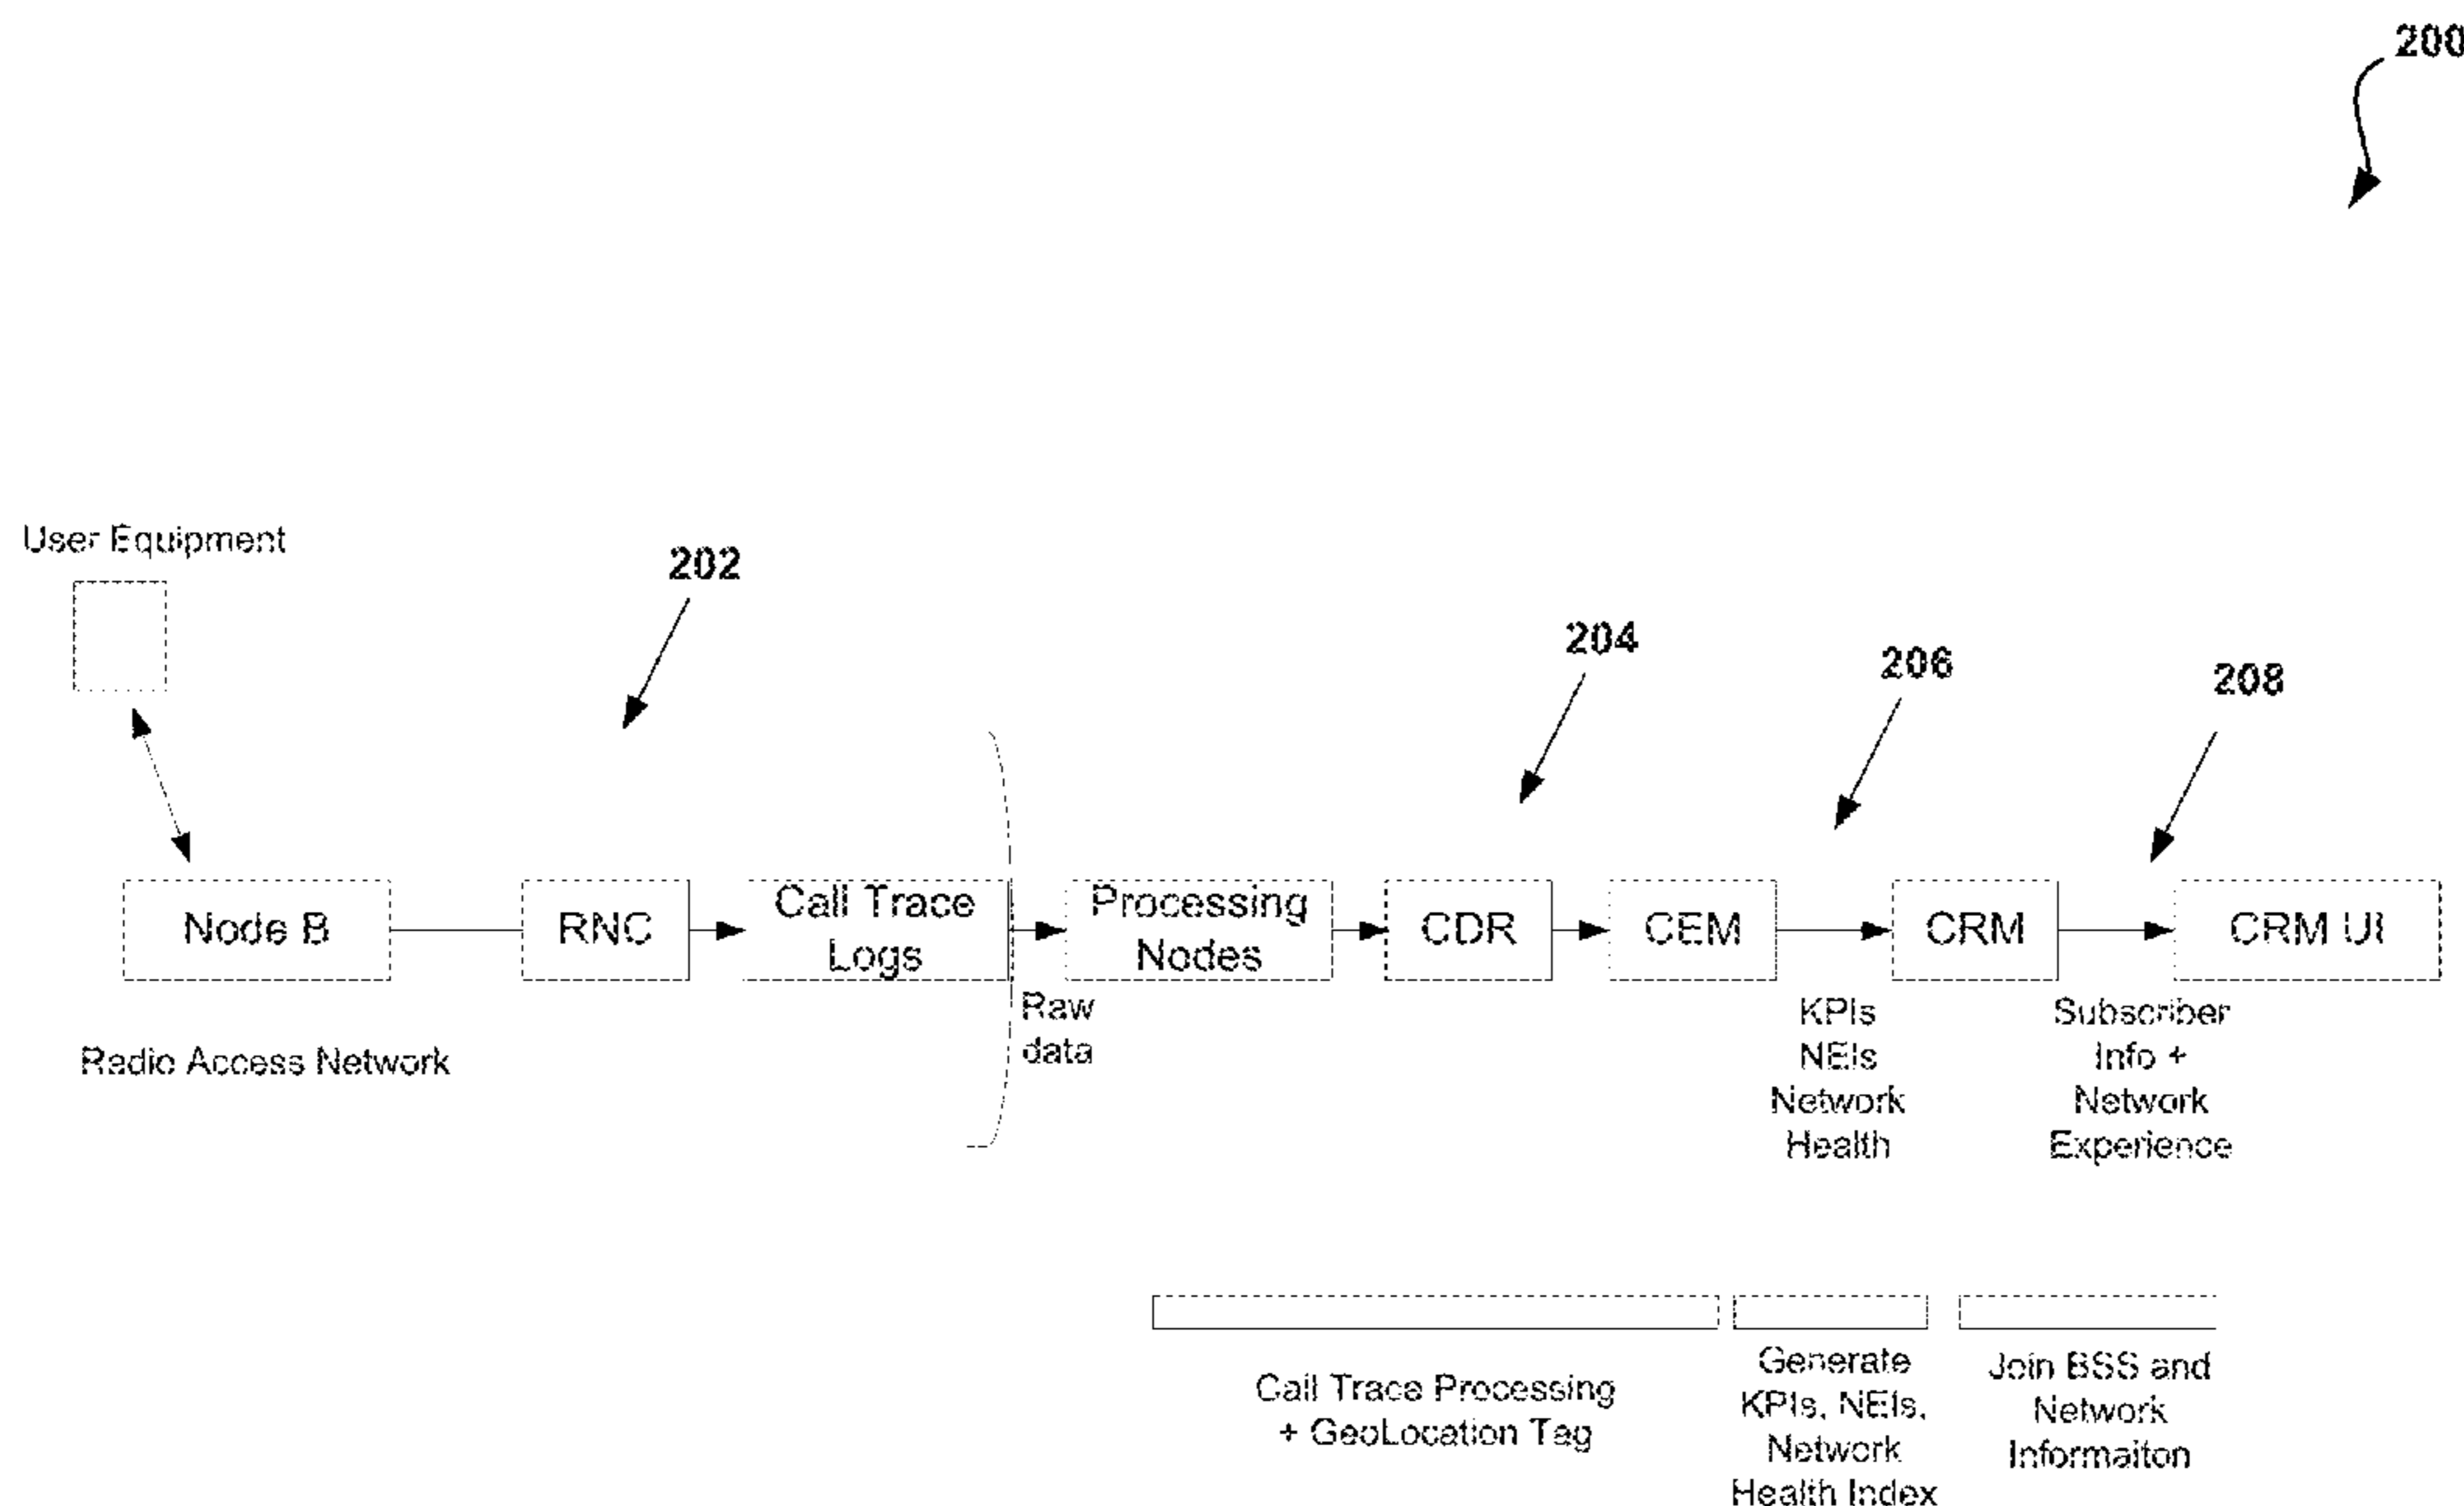 200
User Equipment
202
204
206
208
Node B
RNC
Call Trace
Logs
Processing
Nodes
CDR
CEM
CRM
CRM UI
Raw
data
KPIs
NEIs
Network
Health
Subscriber
Info +
Network
Experience
Radio Access Network
Call Trace Processing
+ GeoLocation Tag
Generate
KPIs, NEIs,
Network
Health Index
Join BSS and
Network
Informaiton